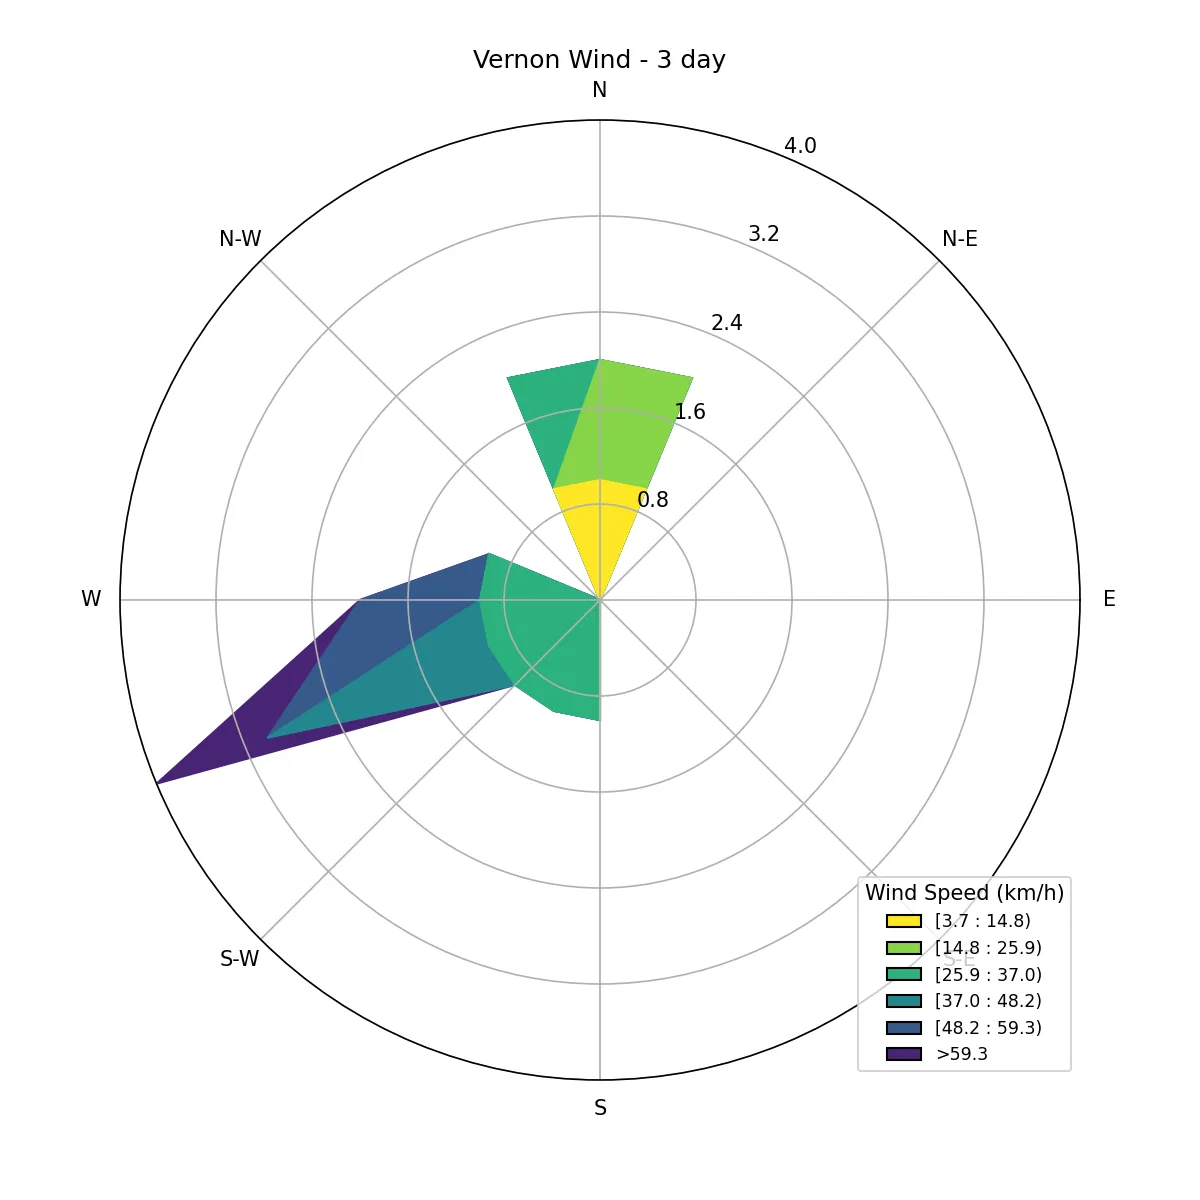 Vernon Wind - 3 day
N
4.0
N-W
3.2
N-E
2.4
1.6
0.8
W
E
S-W
S-E
S
Wind Speed (km/h)
[3.7 : 14.8)
[14.8 : 25.9)
[25.9 : 37.0)
[37.0 : 48.2)
[48.2 : 59.3)
>59.3